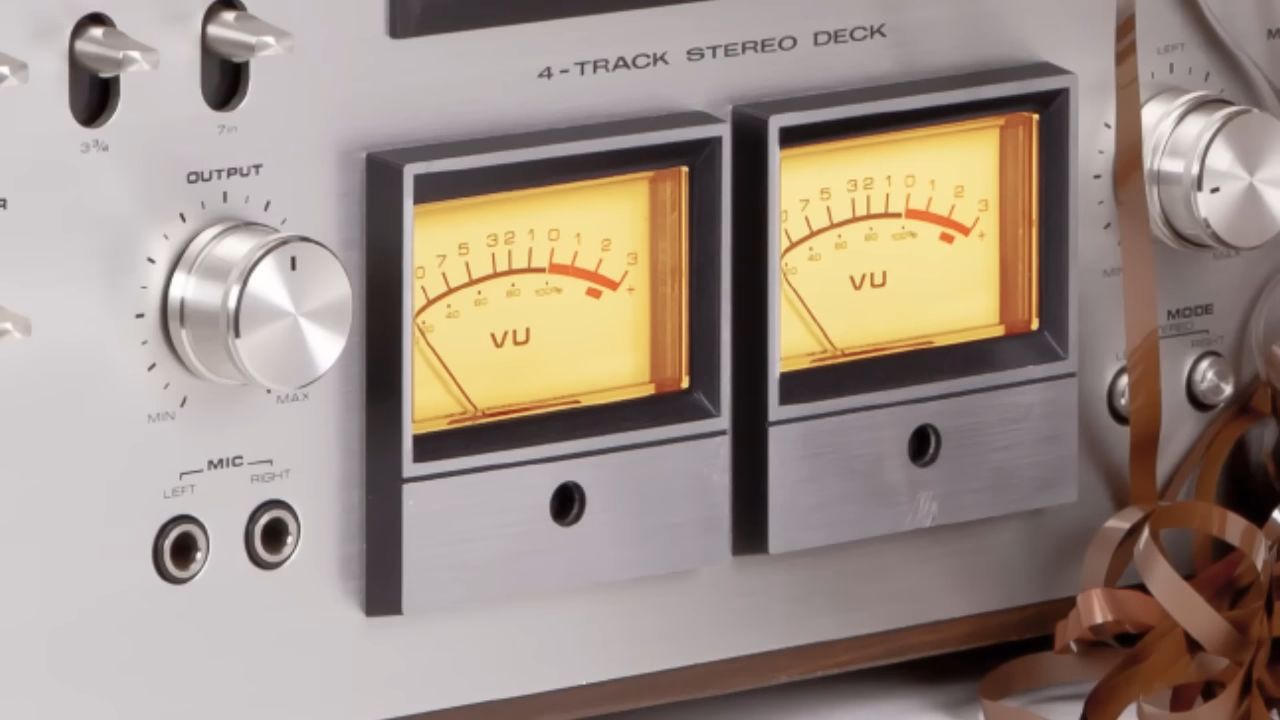 4-TRACK STEREO DECK
3¾
7in
OUTPUT
MIN
MAX
MIC
LEFT
RIGHT
7 5 3 2 1 0 1 2 3
+
40 60 80 100%
VU
7 5 3 2 1 0 1 2 3
+
40 60 80 100%
VU
LEFT
MAX
MODE
RIGHT